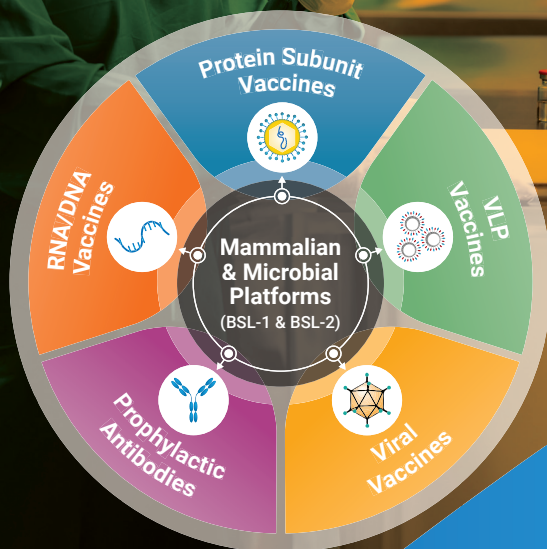 Protein Subunit
Vaccines
VLP
Vaccines
Viral
Vaccines
Prophylactic
Antibodies
RNA/DNA
Vaccines
Mammalian
& Microbial
Platforms
(BSL-1 & BSL-2)